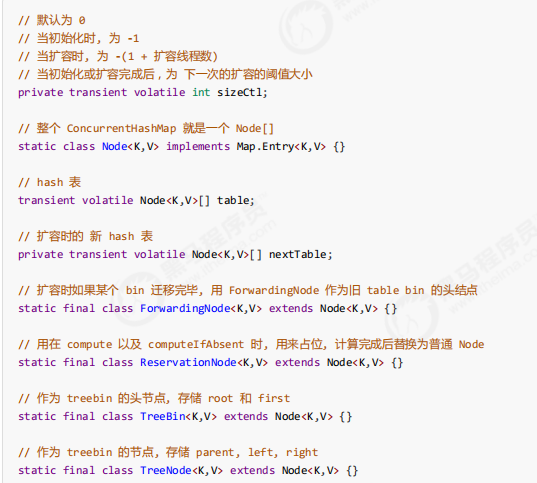 // 默认为 0
// 当初始化时, 为 -1
// 当扩容时, 为 -(1 + 扩容线程数)
// 当初始化或扩容完成后，为 下一次的扩容的阈值大小
private transient volatile int sizeCtl;
// 整个 ConcurrentHashMap 就是一个 Node[]
static class Node<K,V> implements Map.Entry<K,V> {}
// hash 表
transient volatile Node<K,V>[] table;
// 扩容时的 新 hash 表
private transient volatile Node<K,V>[] nextTable;
// 扩容时如果某个 bin 迁移完毕, 用 ForwardingNode 作为旧 table bin 的头结点
static final class ForwardingNode<K,V> extends Node<K,V> {}
// 用在 compute 以及 computeIfAbsent 时, 用来占位, 计算完成后替换为普通 Node
static final class ReservationNode<K,V> extends Node<K,V> {}
// 作为 treebin 的头节点, 存储 root 和 first
static final class TreeBin<K,V> extends Node<K,V> {}
// 作为 treebin 的节点, 存储 parent, left, right
static final class TreeNode<K,V> extends Node<K,V> {}